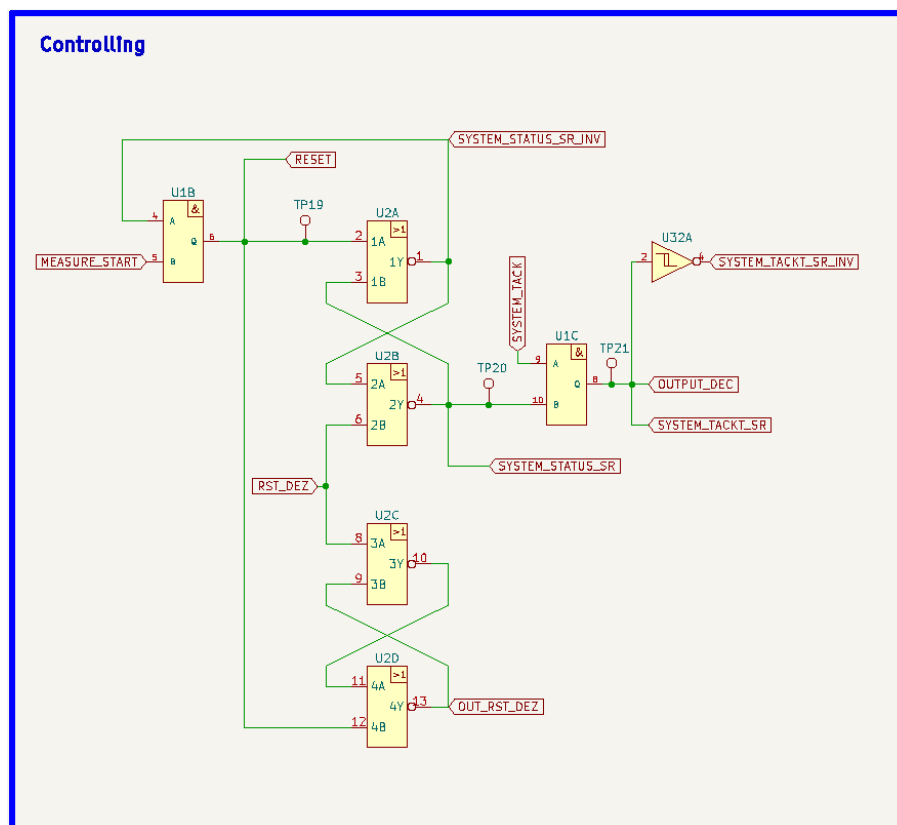 Controlling
SYSTEM_STATUS_SR_INV
RESET
U1B
&
4
A
Q
6
MEASURE_START
5
B
TP19
U2A
>1
2
1A
1Y
1
3
1B
SYSTEM_TACK
U32A
2
4
SYSTEM_TACKT_SR_INV
U2B
>1
5
2A
2Y
4
6
2B
TP20
U1C
&
9
A
Q
8
10
B
TP21
OUTPUT_DEC
SYSTEM_TACKT_SR
SYSTEM_STATUS_SR
RST_DEZ
U2C
>1
8
3A
3Y
10
9
3B
U2D
>1
11
4A
4Y
13
OUT_RST_DEZ
12
4B